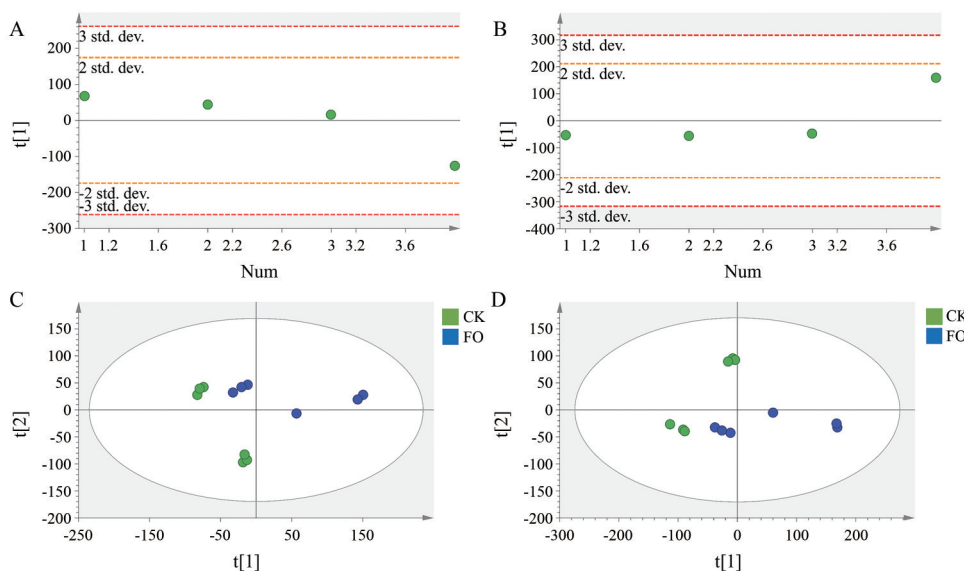 A
t[1]
200
100
0
-100
-200
-300
3 std. dev.
2 std. dev.
-2 std. dev.
-3 std. dev.
1
1.2
1.6
2
2.2
2.6
3
3.2
3.6
Num
B
t[1]
300
200
100
0
-100
-200
-300
-400
3 std. dev.
2 std. dev.
-2 std. dev.
-3 std. dev.
1
1.2
1.6
2
2.2
2.6
3
3.2
3.6
Num
C
CK
FO
t[2]
150
100
50
0
-50
-100
-150
-200
-250
-150
-50
50
150
t[1]
D
CK
FO
t[2]
150
100
50
0
-50
-100
-150
-200
-300
-200
-100
0
100
200
t[1]